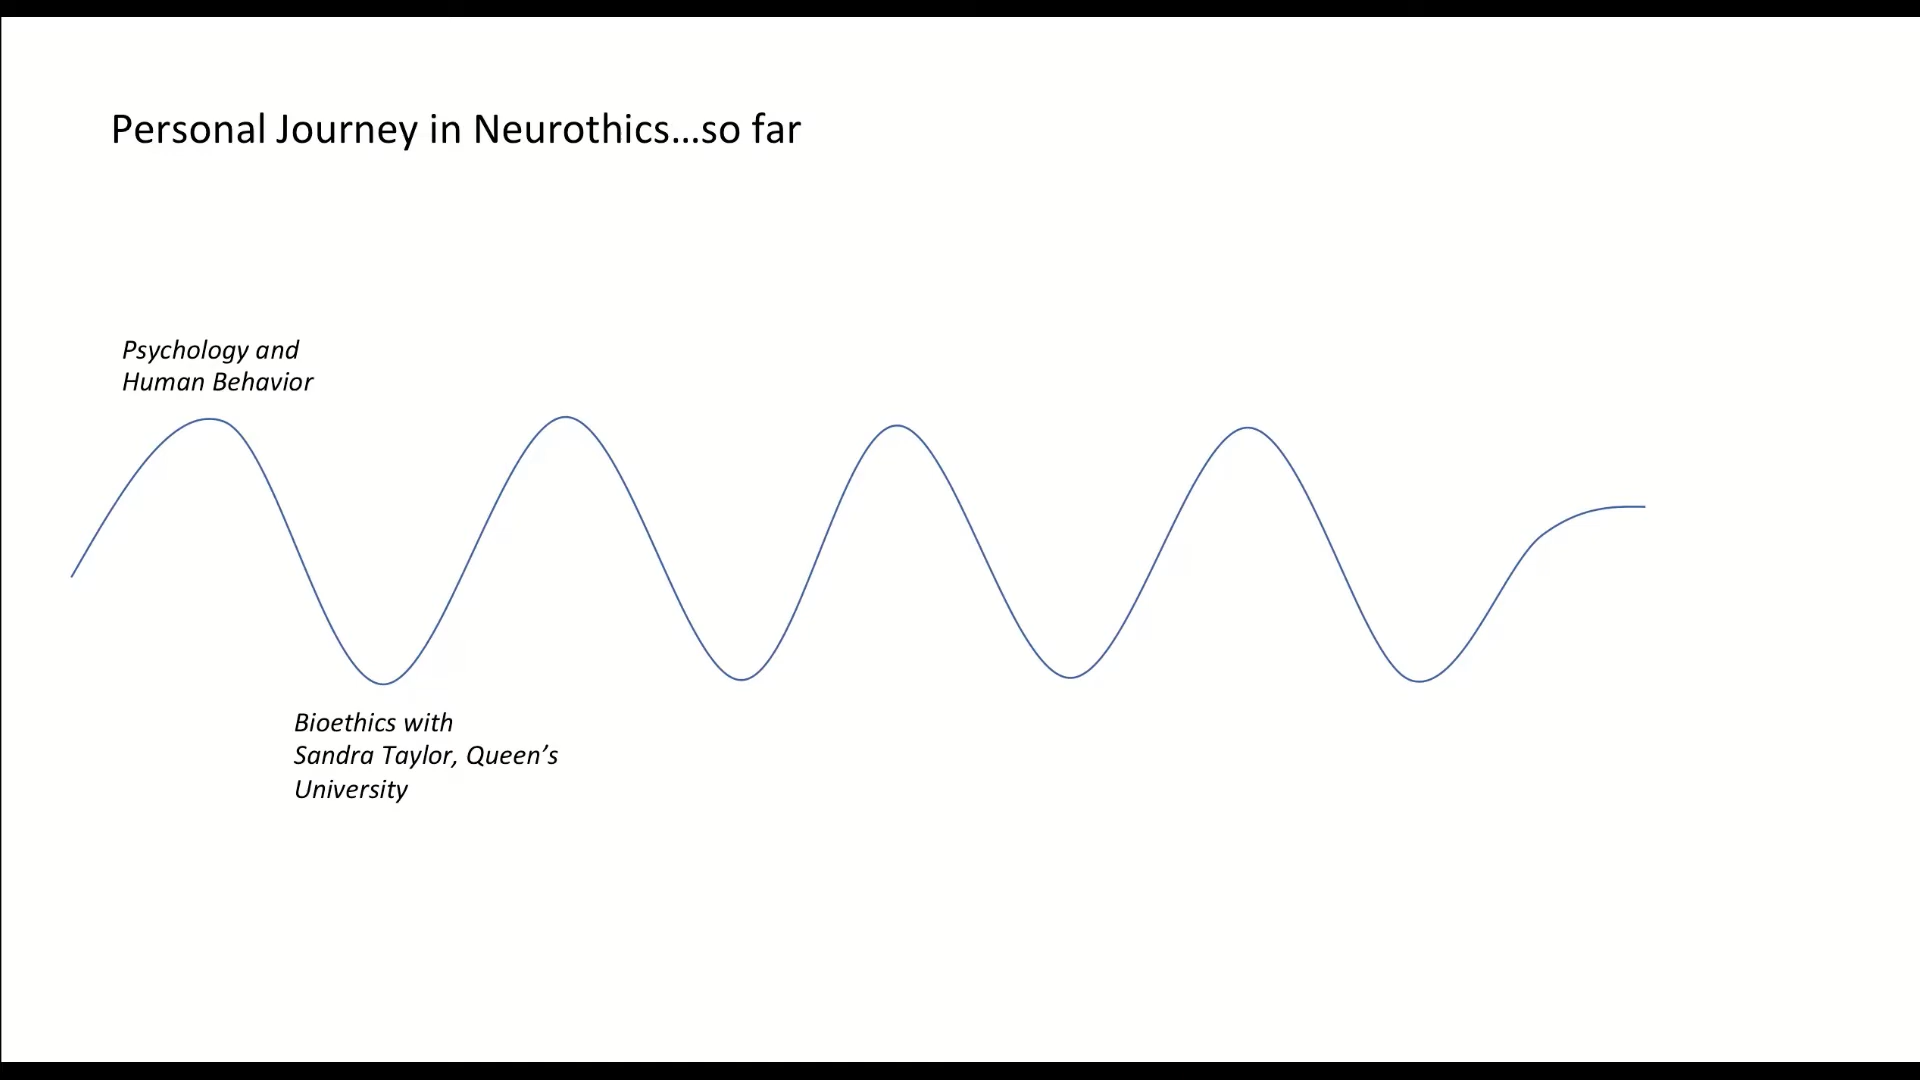 Personal Journey in Neurothics...so far
Psychology and
Human Behavior
Bioethics with
Sandra Taylor, Queen’s
University